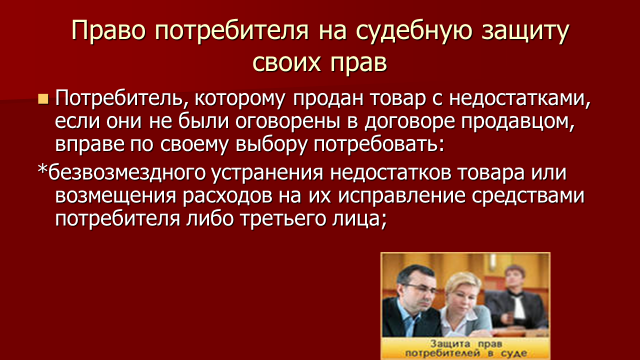 Право потребителя на судебную защиту
своих прав
Потребитель, которому продан товар с недостатками,
если они не были оговорены в договоре продавцом,
вправе по своему выбору потребовать:
*безвозмездного устранения недостатков товара или
возмещения расходов на их исправление средствами
потребителя либо третьего лица;
Защита прав
потребителей в суде